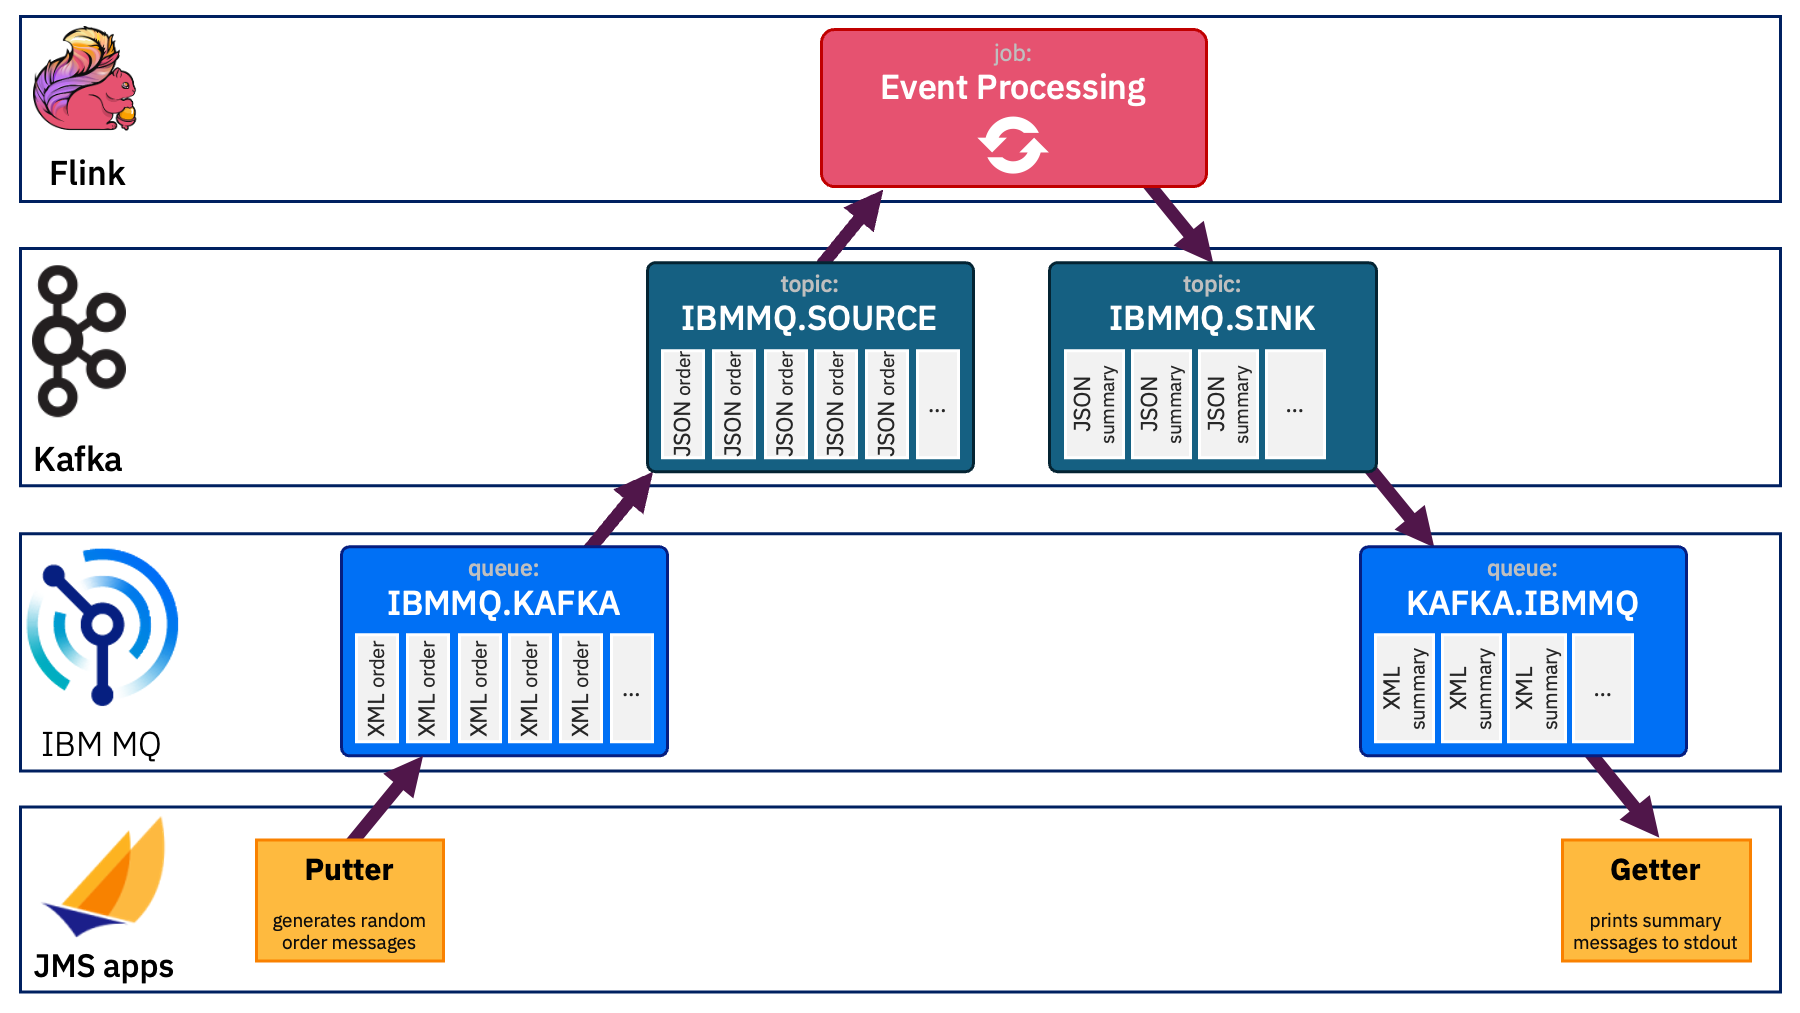 job:
Event Processing
Flink
topic:
IBMMQ.SOURCE
JSON order
JSON order
JSON order
JSON order
JSON order
...
topic:
IBMMQ.SINK
JSON
summary
JSON
summary
JSON
summary
...
Kafka
queue:
IBMMQ.KAFKA
XML order
XML order
XML order
XML order
XML order
...
queue:
KAFKA.IBMMQ
XML
summary
XML
summary
XML
summary
...
IBM MQ
Putter
generates random
order messages
Getter
prints summary
messages to stdout
JMS apps